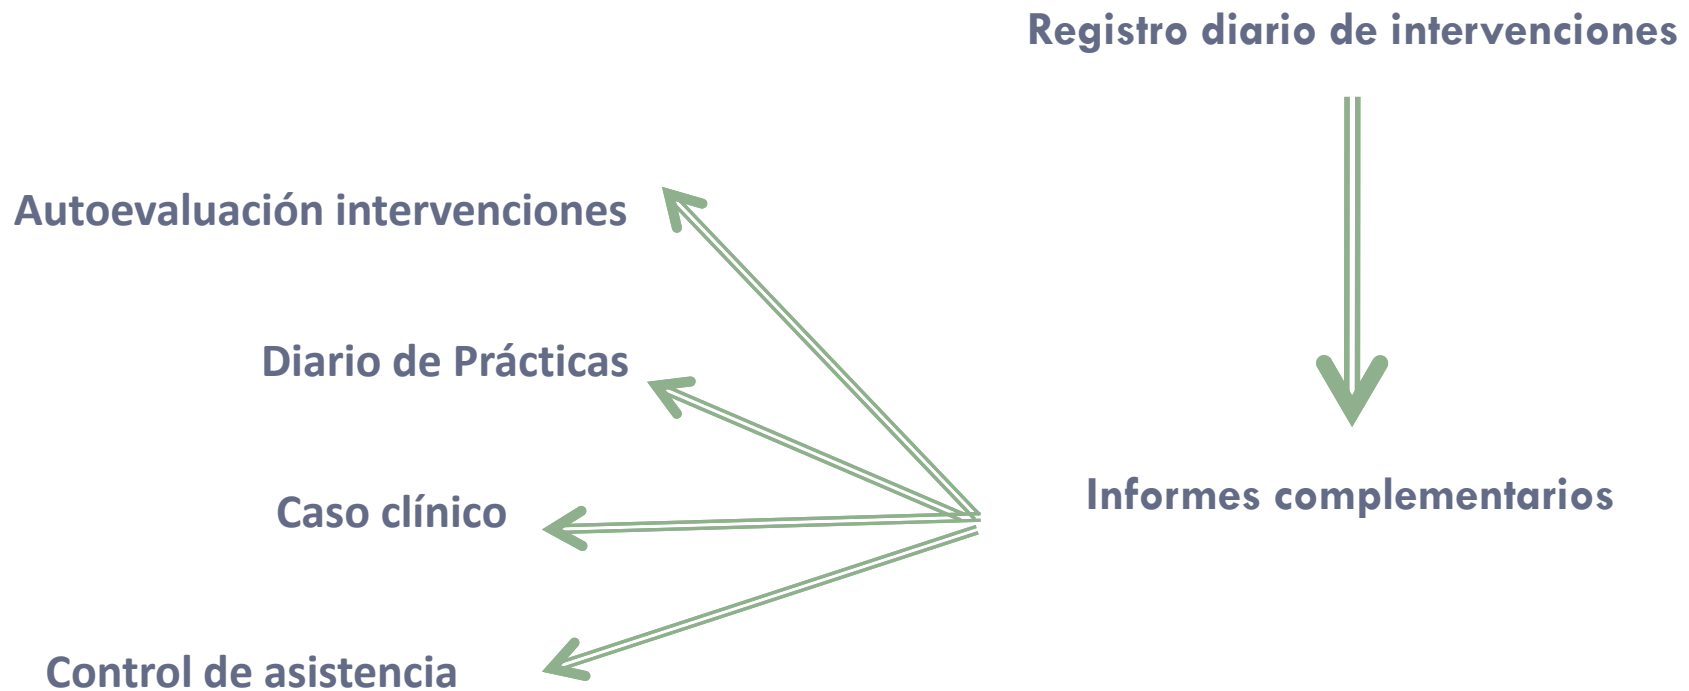 Registro diario de intervenciones
Autoevaluación intervenciones
Diario de Prácticas
Informes complementarios
Caso clínico
Control de asistencia